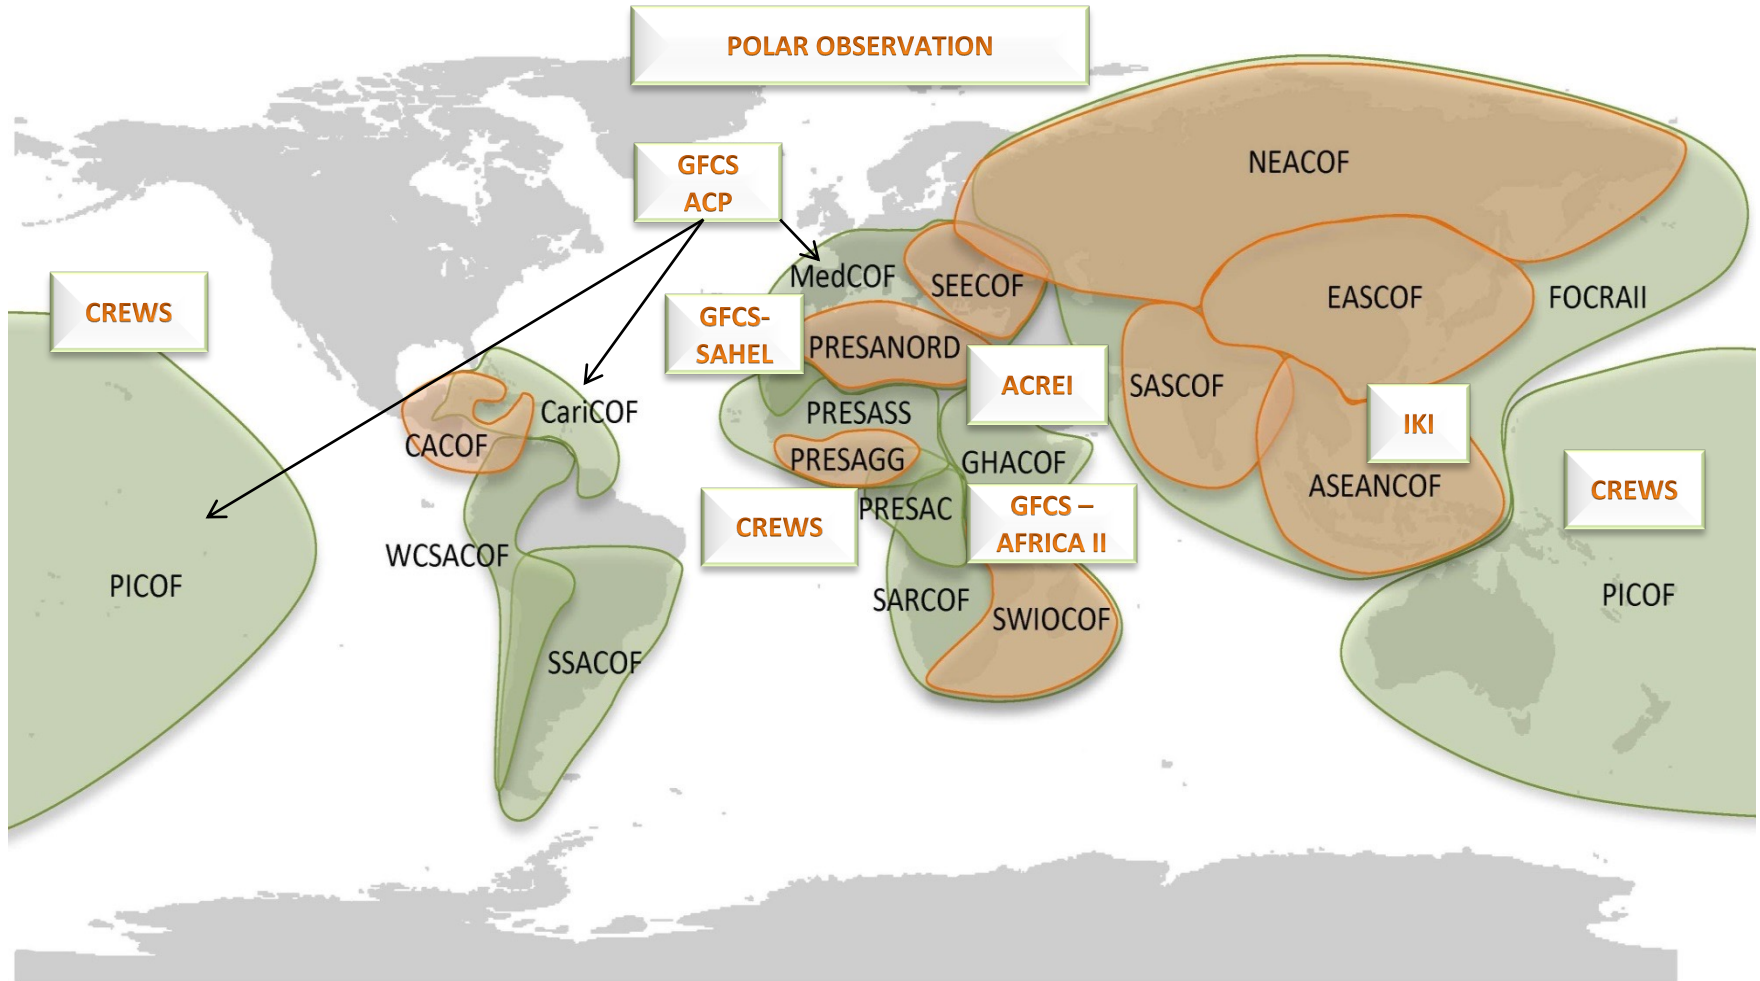 POLAR OBSERVATION
NEACOF
GFCS
ACP
MedCOF
SEECOF
EASCOF
FOCRAII
CREWS
GFCS-
SAHEL
PRESANORD
ACREI
SASCOF
CariCOF
PRESASS
IKI
CACOF
PRESAGG
GHACOF
ASEANCOF
CREWS
PRESAC
CREWS
GFCS –
AFRICA II
WCSACOF
PICOF
SARCOF
SWIOCOF
PICOF
SSACOF